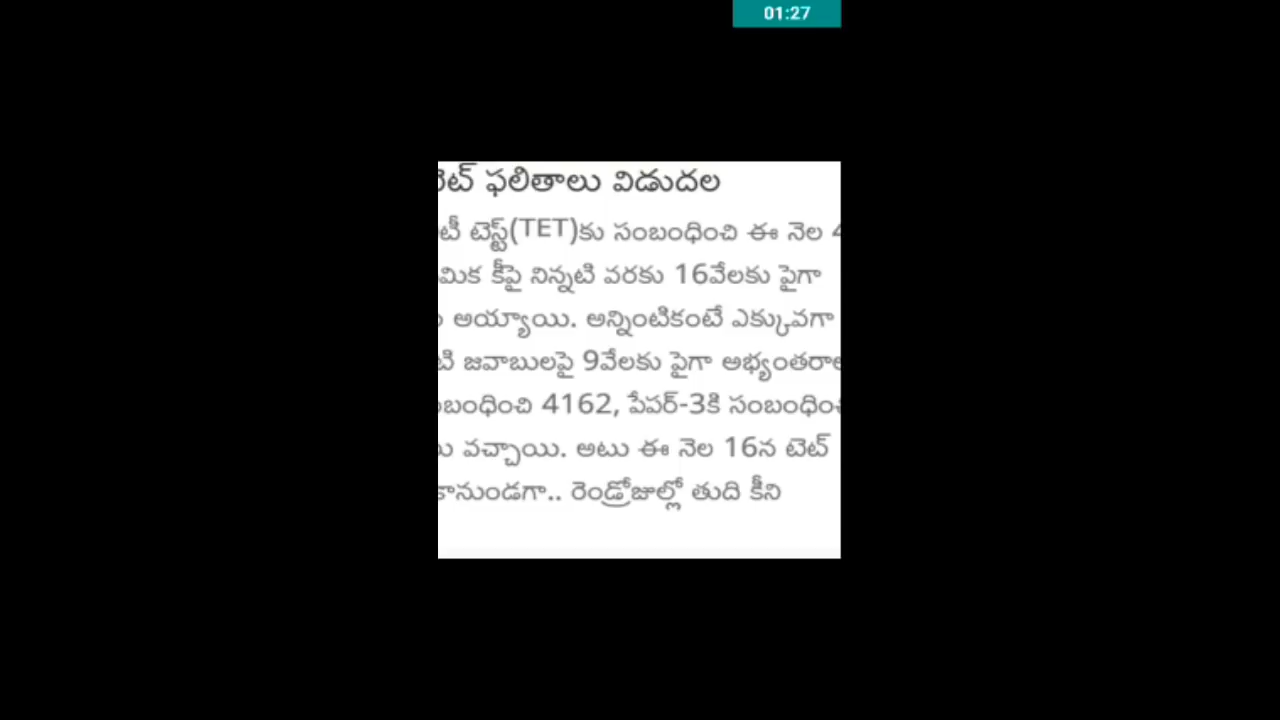 01:27
ఫలితాలు విడుదల
టెస్ట్(TET)కు సంబంధించి ఈ నెల
కీపై నిన్నటి వరకు 16వేలకు పైగా
అయ్యాయి. అన్నింటికంటే ఎక్కువగా
జవాబులపై 9వేలకు పైగా
4162, పేపర్-3కి
వచ్చాయి. అటు ఈ నెల 16న టెట్
రెండ్రోజుల్లో తుది కీని